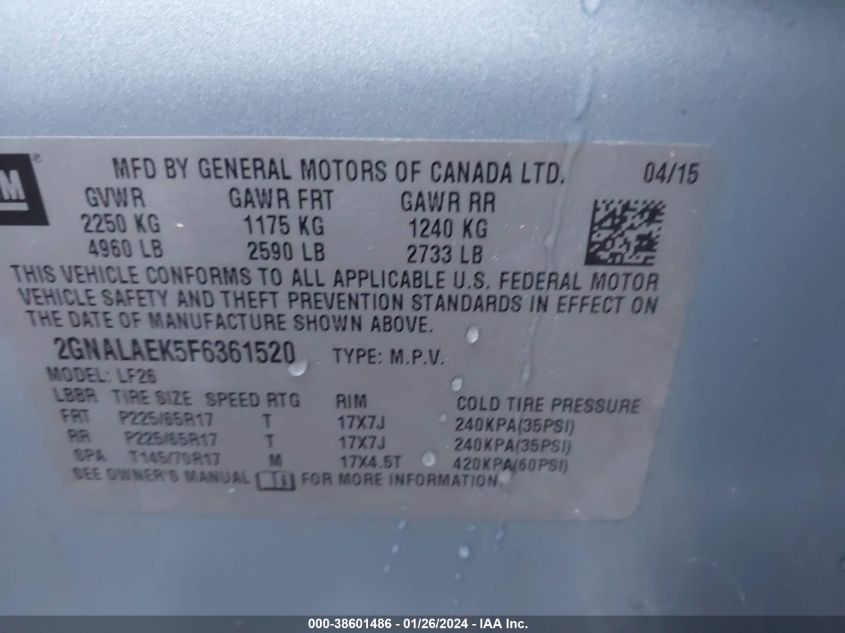 M ®
MFD BY GENERAL MOTORS OF CANADA LTD. 04/15
GVWR GAWR FRT GAWR RR
2250 KG 1175 KG 1240 KG
4960 LB 2590 LB 2733 LB
THIS VEHICLE CONFORMS TO ALL APPLICABLE U.S. FEDERAL MOTOR
VEHICLE SAFETY AND THEFT PREVENTION STANDARDS IN EFFECT ON
THE DATE OF MANUFACTURE SHOWN ABOVE.
2GNALAEK5F6361520 TYPE: M.P.V.
MODEL: LF26
LBBR TIRE SIZE SPEED RTG RIM COLD TIRE PRESSURE
FRT P225/65R17 T 17X7J 240KPA(35PSI)
RR P225/65R17 T 17X7J 240KPA(35PSI)
SPA T145/70R17 M 17X4.5T 420KPA(60PSI)
SEE OWNER'S MANUAL i FOR MORE INFORMATION.
000-38601486 - 01/26/2024 - IAA Inc.